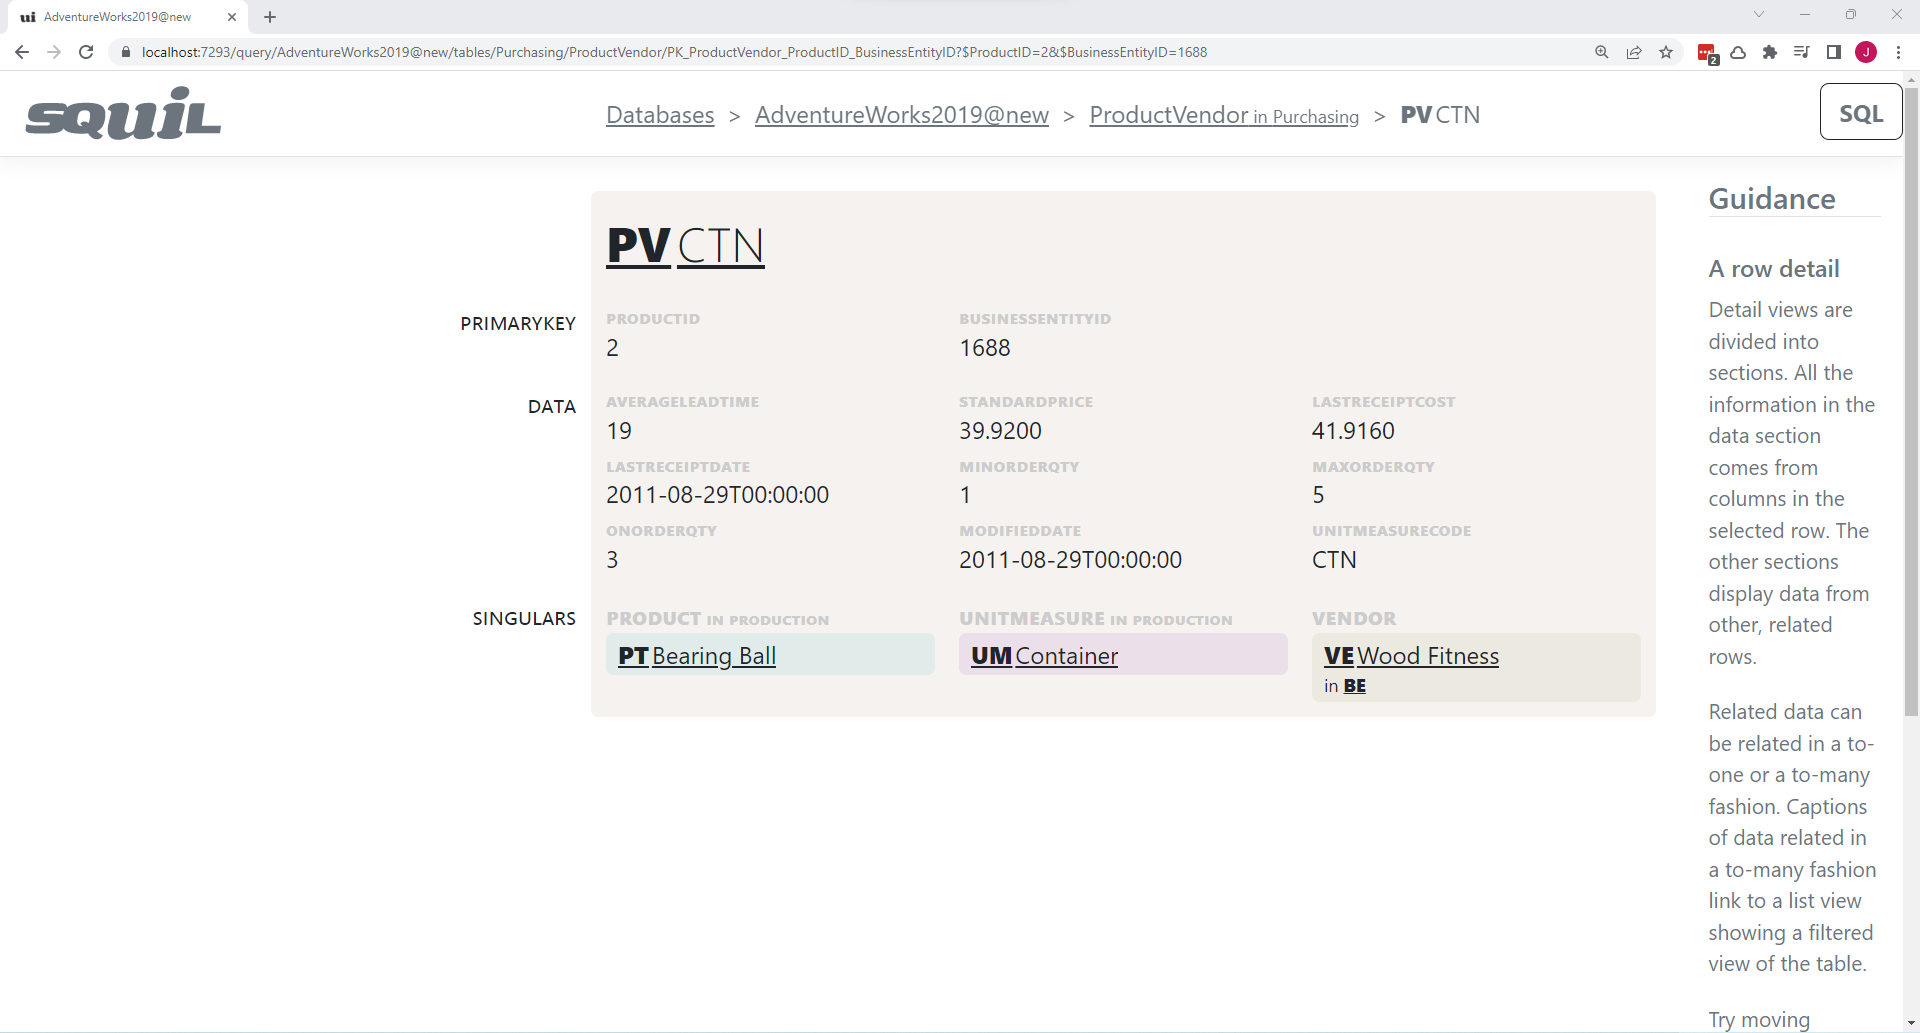 ui AdventureWorks2019@new
localhost:7293/query/AdventureWorks2019@new/tables/Purchasing/ProductVendor/PK_ProductVendor_ProductID_BusinessEntityID?$ProductID=2&$BusinessEntityID=1688
2
J
SQUIL
Databases > AdventureWorks2019@new > ProductVendor in Purchasing > PV CTN
SQL
PV CTN
PRIMARYKEY
PRODUCTID BUSINESSENTITYID
2 1688
DATA
AVERAGELEADTIME STANDARDPRICE LASTRECEIPTCOST
19 39.9200 41.9160
LASTRECEIPTDATE MINORDERQTY MAXORDERQTY
2011-08-29T00:00:00 1 5
ONORDERQTY MODIFIEDDATE UNITMEASURECODE
3 2011-08-29T00:00:00 CTN
SINGULARS
PRODUCT IN PRODUCTION UNITMEASURE IN PRODUCTION VENDOR
PT Bearing Ball UM Container VE Wood Fitness
in BE
Guidance
A row detail
Detail views are
divided into
sections. All the
information in the
data section
comes from
columns in the
selected row. The
other sections
display data from
other, related
rows.
Related data can
be related in a to-
one or a to-many
fashion. Captions
of data related in
a to-many fashion
link to a list view
showing a filtered
view of the table.
Try moving